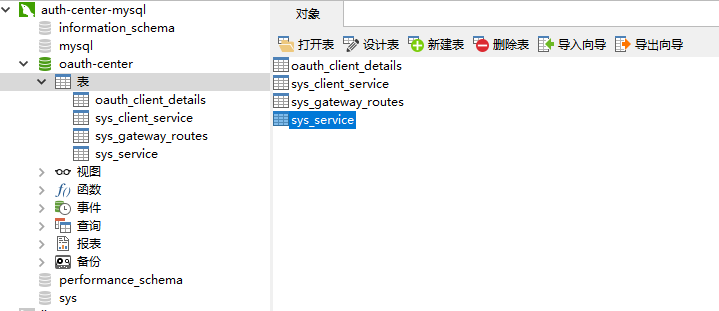 auth-center-mysql
information_schema
mysql
oauth-center
表
oauth_client_details
sys_client_service
sys_gateway_routes
sys_service
视图
f() 函数
事件
查询
报表
备份
performance_schema
sys
对象
打开表 设计表 新建表 删除表 导入向导 导出向导
oauth_client_details
sys_client_service
sys_gateway_routes
sys_service